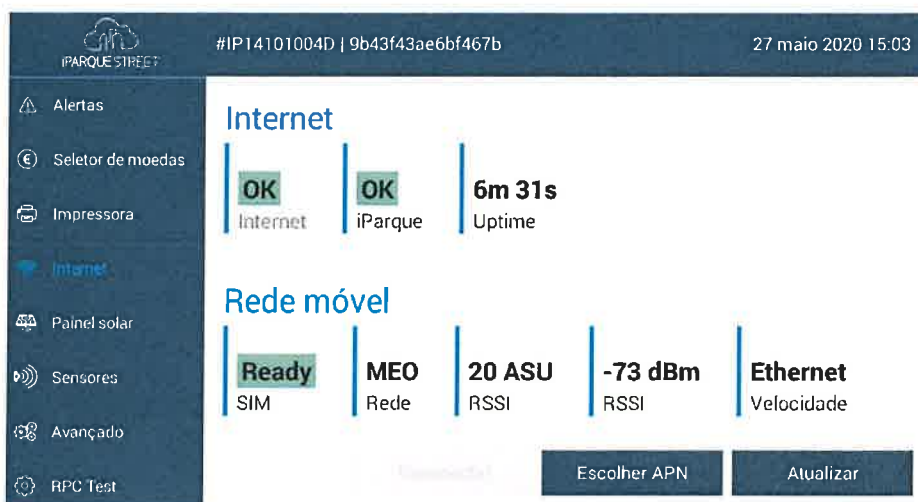 iPARQUE STREET
#IP14101004D | 9b43f43ae6bf467b
27 maio 2020 15:03
Alertas
Seletor de moedas
Impressora
Internet
Painel solar
Sensores
Avançado
RPC Test
Internet
OK
Internet
OK
iParque
6m 31s
Uptime
Rede móvel
Ready
SIM
MEO
Rede
20 ASU
RSSI
-73 dBm
RSSI
Ethernet
Velocidade
Escolher APN
Atualizar